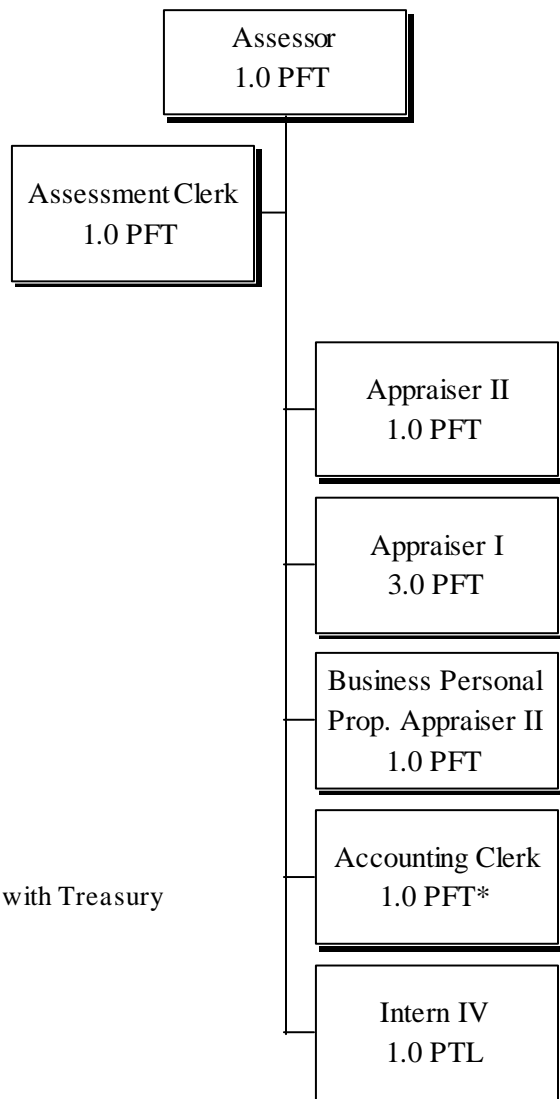 Assessor
1.0 PFT
Assessment Clerk
1.0 PFT
Appraiser II
1.0 PFT
Appraiser I
3.0 PFT
Business Personal
Prop. Appraiser II
1.0 PFT
Accounting Clerk
1.0 PFT*
with Treasury
Intern IV
1.0 PTL